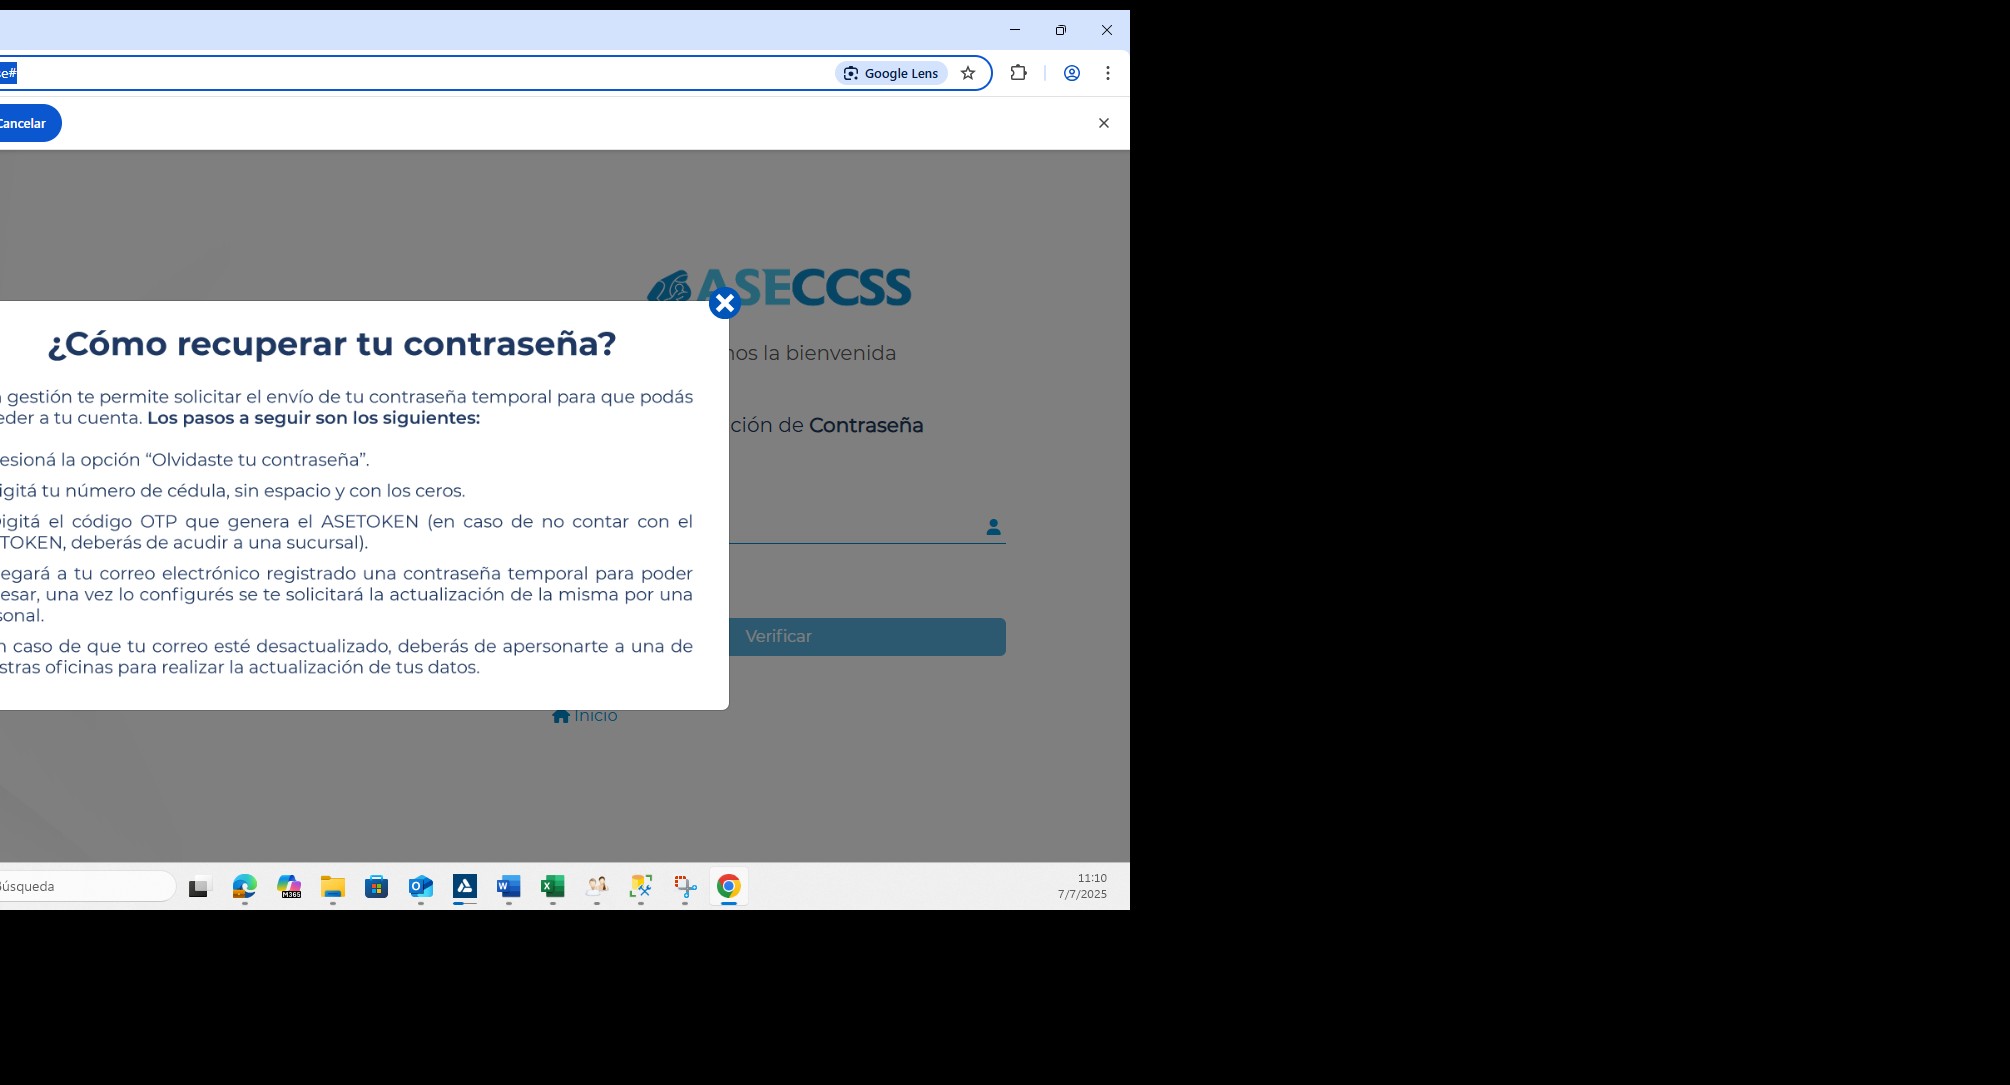 se#
Google Lens
Cancelar
ASECCSS
¿Cómo recuperar tu contraseña?
la bienvenida
gestión te permite solicitar el envío de tu contraseña temporal para que podás
eder a tu cuenta. Los pasos a seguir son los siguientes:
ción de Contraseña
esioná la opción “Olvidaste tu contraseña”.
igitá tu número de cédula, sin espacio y con los ceros.
igitá el código OTP que genera el ASETOKEN (en caso de no contar con el
TOKEN, deberás de acudir a una sucursal).
egará a tu correo electrónico registrado una contraseña temporal para poder
esar, una vez lo configurés se te solicitará la actualización de la misma por una
sonal.
Verificar
n caso de que tu correo esté desactualizado, deberás de apersonarte a una de
stras oficinas para realizar la actualización de tus datos.
Inicio
Búsqueda
M365
11:10
7/7/2025